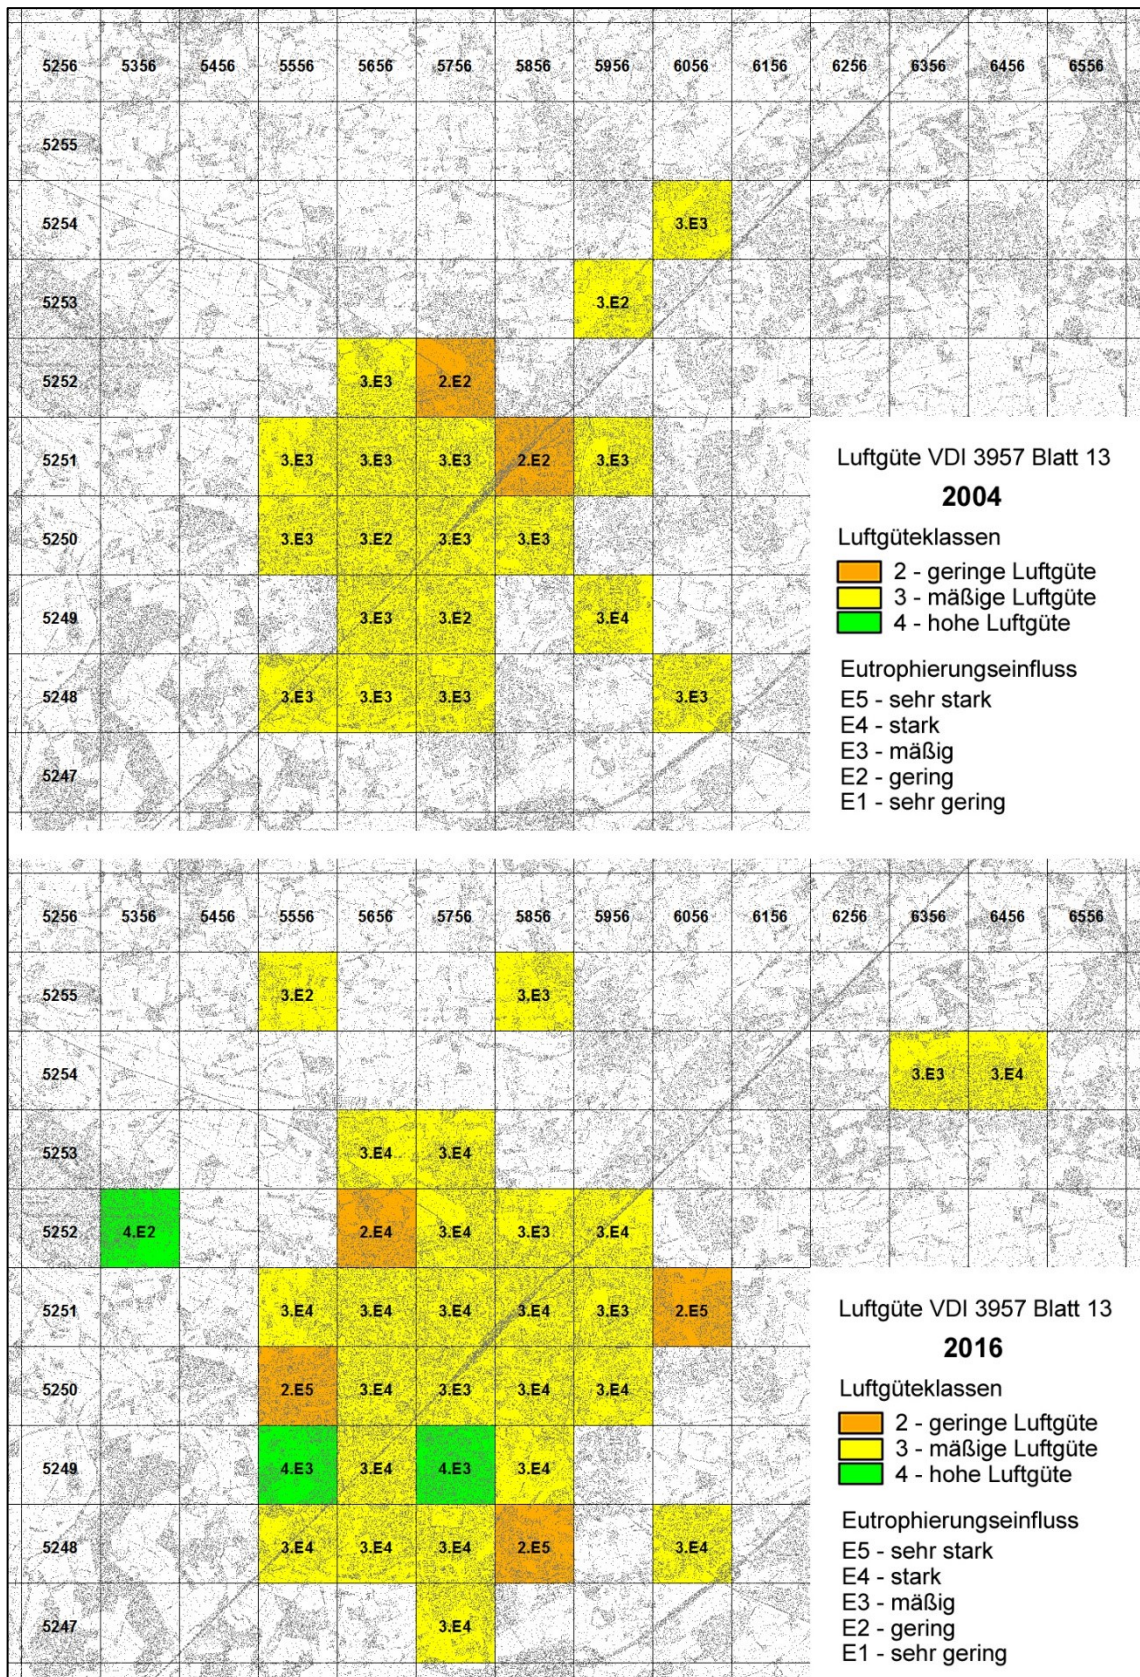 5256 5356 5456 5556 5656 5756 5856 5956 6056 6156 6256 6356 6456 6556
5255
5254 3.E3
5253 3.E2
5252 3.E3 2.E2
5251 3.E3 3.E3 3.E3 2.E2 3.E3
5250 3.E3 3.E2 3.E3 3.E3
5249 3.E3 3.E2 3.E4
5248 3.E3 3.E3 3.E3 3.E3
5247
Luftgüte VDI 3957 Blatt 13
2004
Luftgüteklassen
2 - geringe Luftgüte
3 - mäßige Luftgüte
4 - hohe Luftgüte
Eutrophierungseinfluss
E5 - sehr stark
E4 - stark
E3 - mäßig
E2 - gering
E1 - sehr gering
5256 5356 5456 5556 5656 5756 5856 5956 6056 6156 6256 6356 6456 6556
5255 3.E2 3.E3
5254 3.E3 3.E4
5253 3.E4 3.E4
5252 4.E2 2.E4 3.E4 3.E3 3.E4
5251 3.E4 3.E4 3.E4 3.E4 3.E3 2.E5
5250 2.E5 3.E4 3.E3 3.E4 3.E4
5249 4.E3 3.E4 4.E3 3.E4
5248 3.E4 3.E4 3.E4 2.E5 3.E4
5247 3.E4
Luftgüte VDI 3957 Blatt 13
2016
Luftgüteklassen
2 - geringe Luftgüte
3 - mäßige Luftgüte
4 - hohe Luftgüte
Eutrophierungseinfluss
E5 - sehr stark
E4 - stark
E3 - mäßig
E2 - gering
E1 - sehr gering